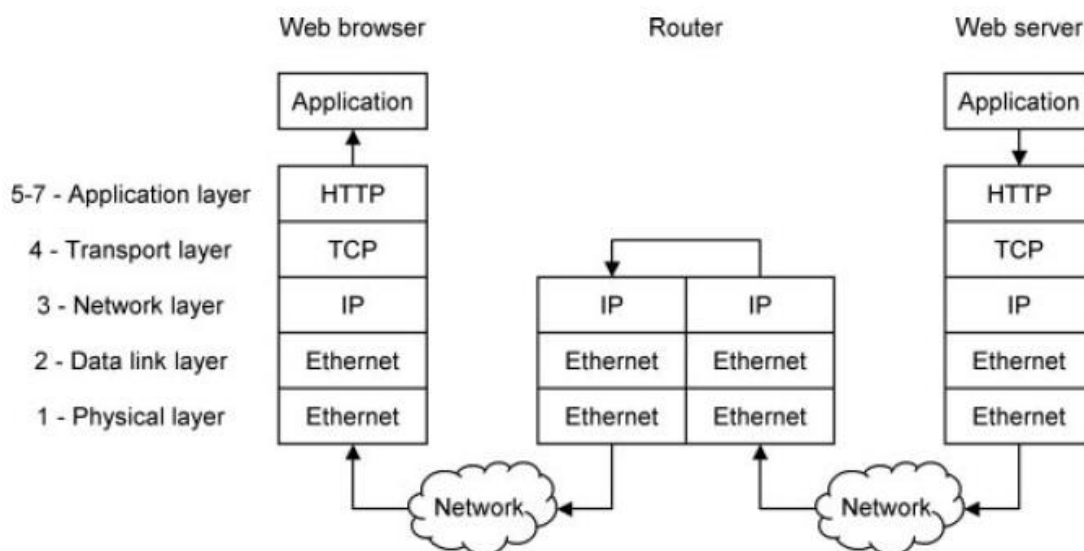 Web browser Router Web server
Application Application
5-7 - Application layer HTTP HTTP
4 - Transport layer TCP TCP
3 - Network layer IP IP IP IP
2 - Data link layer Ethernet Ethernet Ethernet Ethernet
1 - Physical layer Ethernet Ethernet Ethernet Ethernet
Network Network